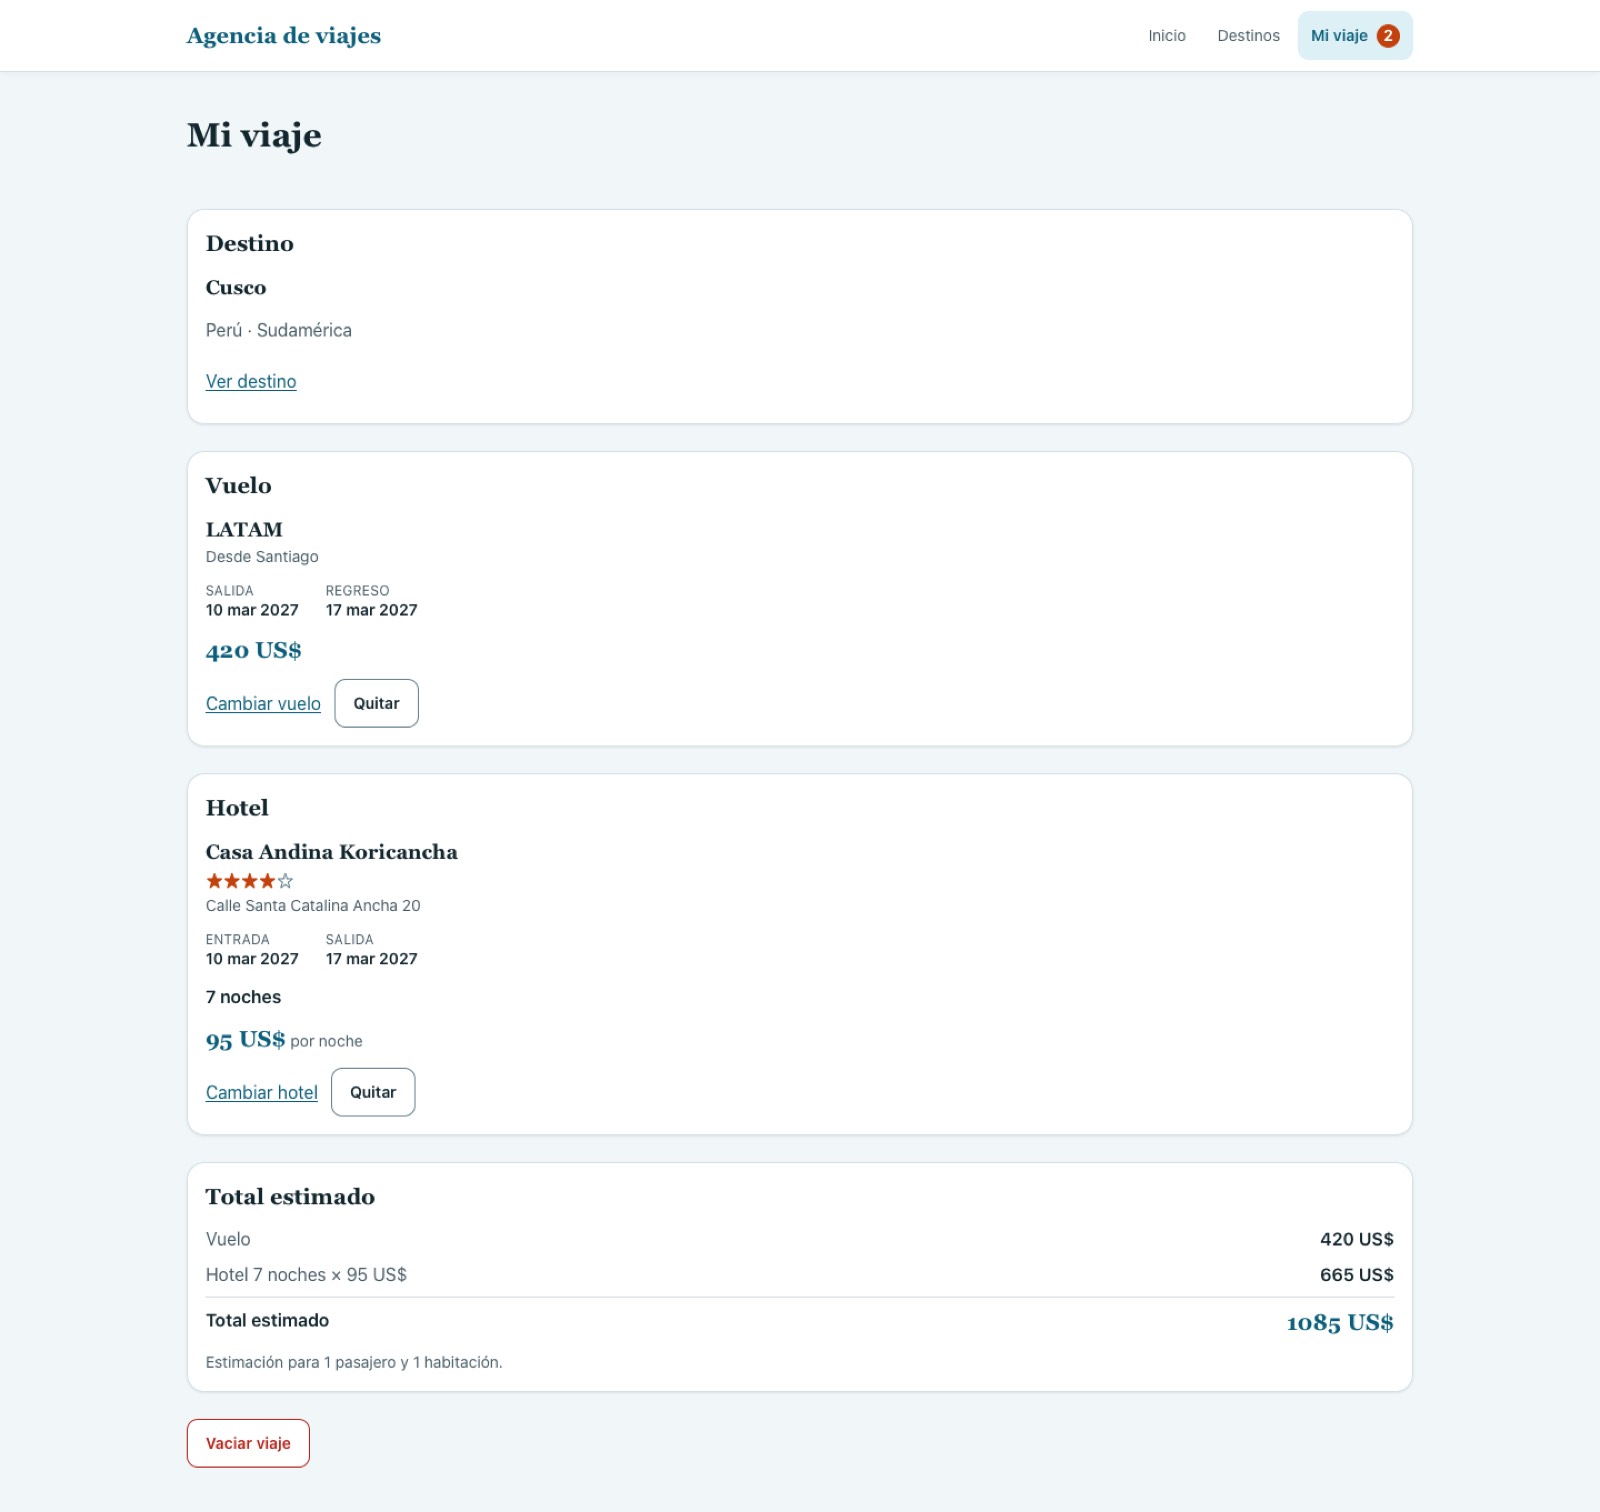 Agencia de viajes
Inicio Destinos Mi viaje 2
Mi viaje
Destino
Cusco
Perú · Sudamérica
Ver destino
Vuelo
LATAM
Desde Santiago
SALIDA REGRESO
10 mar 2027 17 mar 2027
420 US$
Cambiar vuelo Quitar
Hotel
Casa Andina Koricancha
★★★★☆
Calle Santa Catalina Ancha 20
ENTRADA SALIDA
10 mar 2027 17 mar 2027
7 noches
95 US$ por noche
Cambiar hotel Quitar
Total estimado
Vuelo 420 US$
Hotel 7 noches × 95 US$ 665 US$
Total estimado 1085 US$
Estimación para 1 pasajero y 1 habitación.
Vaciar viaje